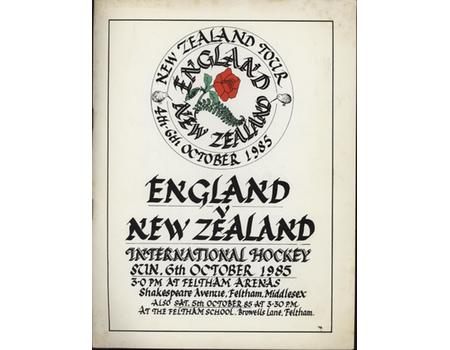 NEW ZEALAND TOUR
ENGLAND
NEW ZEALAND
4th-6th OCTOBER 1985
ENGLAND
v
NEW ZEALAND
INTERNATIONAL HOCKEY
SUN. 6th OCTOBER 1985
3·0 PM AT FELTHAM ARENAS
Shakespeare Avenue, Feltham, Middlesex
ALSO SAT. 5th OCTOBER 85 AT 3·30 PM.
AT THE FELTHAM SCHOOL, Browells Lane, Feltham.